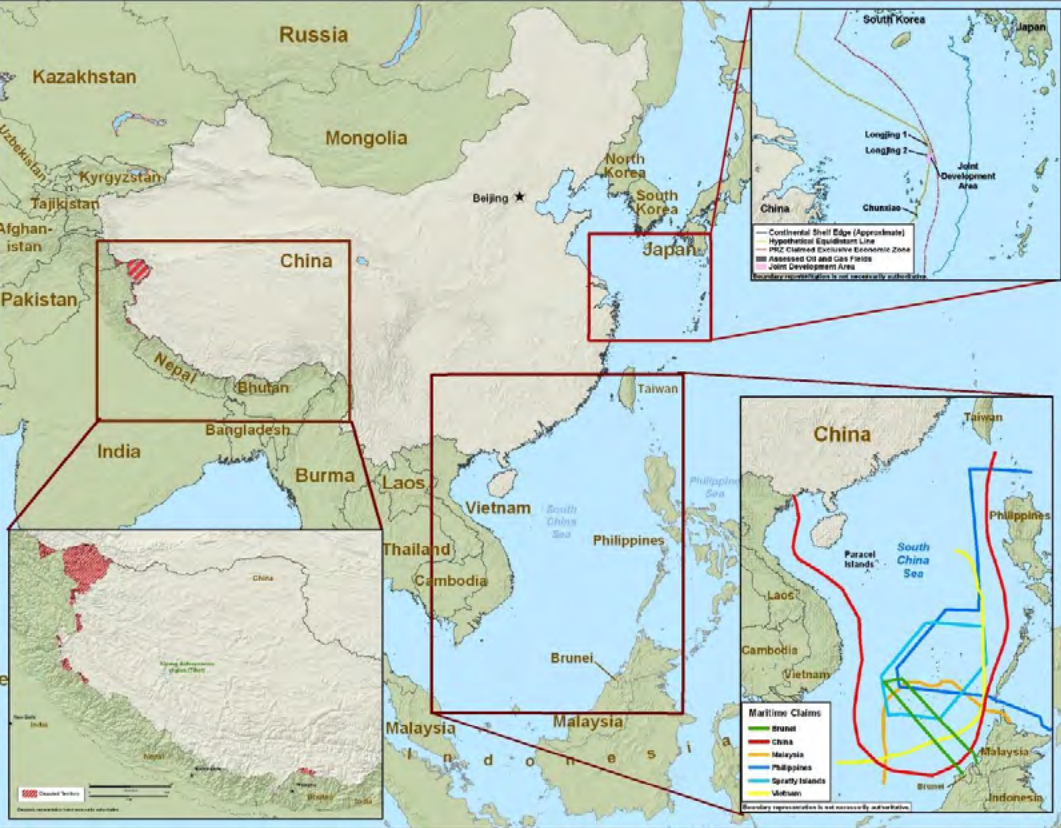 Russia
Kazakhstan
Mongolia
Uzbekistan
Kyrgyzstan
Tajikistan
Afghan-
istan
Pakistan
China
Beijing
North
Korea
South
Korea
Japan
Nepal
Bhutan
Bangladesh
India
Burma
Laos
Vietnam
Thailand
Cambodia
Taiwan
South
China
Sea
Philippine
Sea
Philippines
Brunei
Malaysia
Malaysia
Indonesia
South Korea
Japan
Longjing 1
Longjing 2
Joint
Development
Area
Chunxiao
China
Continental Shelf Edge (Approximate)
Hypothetical Equidistant Line
PRZ Claimed Exclusive Economic Zone
Assessed Oil and Gas Fields
Joint Development Area
Boundary representation is not necessarily authoritative.
China
Taiwan
Philippines
Paracel
Islands
South
China
Sea
Laos
Cambodia
Vietnam
Malaysia
Brunei
Indonesia
Maritime Claims
Brunei
China
Malaysia
Philippines
Spratly Islands
Vietnam
Boundary representation is not necessarily authoritative.
China
India
Nepal
Bhutan
India
Disputed Territory